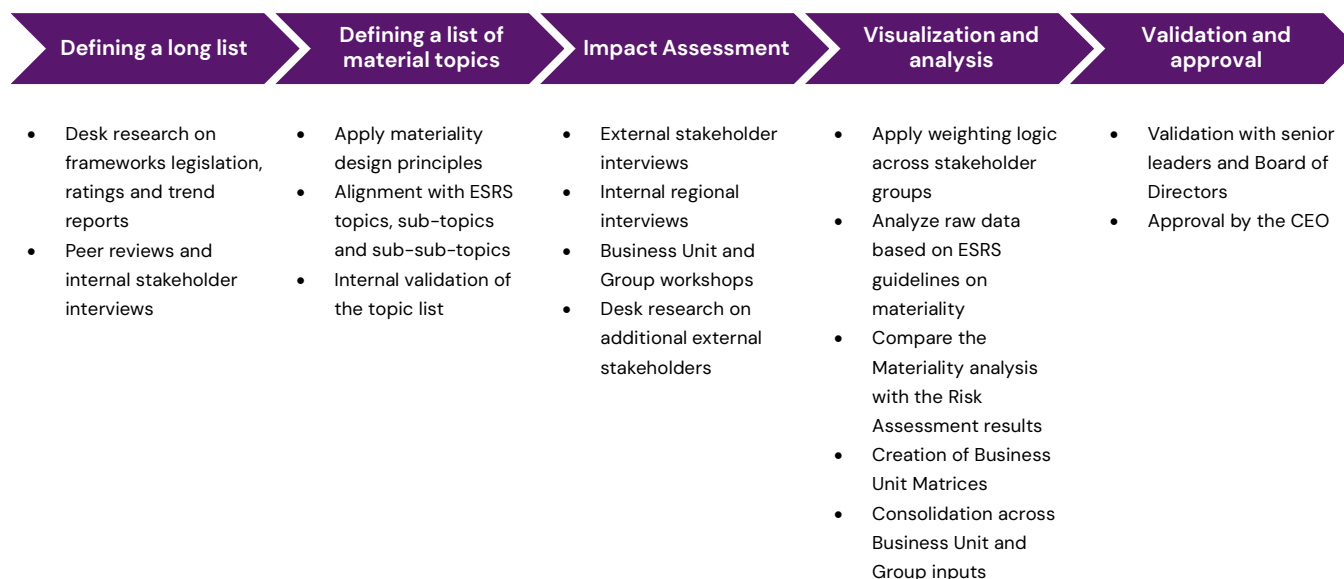 Defining a long list
Defining a list of
material topics
Impact Assessment
Visualization and
analysis
Validation and
approval
• Desk research on
frameworks legislation,
ratings and trend
reports
• Peer reviews and
internal stakeholder
interviews
• Apply materiality
design principles
• Alignment with ESRS
topics, sub-topics
and sub-sub-topics
• Internal validation of
the topic list
• External stakeholder
interviews
• Internal regional
interviews
• Business Unit and
Group workshops
• Desk research on
additional external
stakeholders
• Apply weighting logic
across stakeholder
groups
• Analyze raw data
based on ESRS
guidelines on
materiality
• Compare the
Materiality analysis
with the Risk
Assessment results
• Creation of Business
Unit Matrices
• Consolidation across
Business Unit and
Group inputs
• Validation with senior
leaders and Board of
Directors
• Approval by the CEO